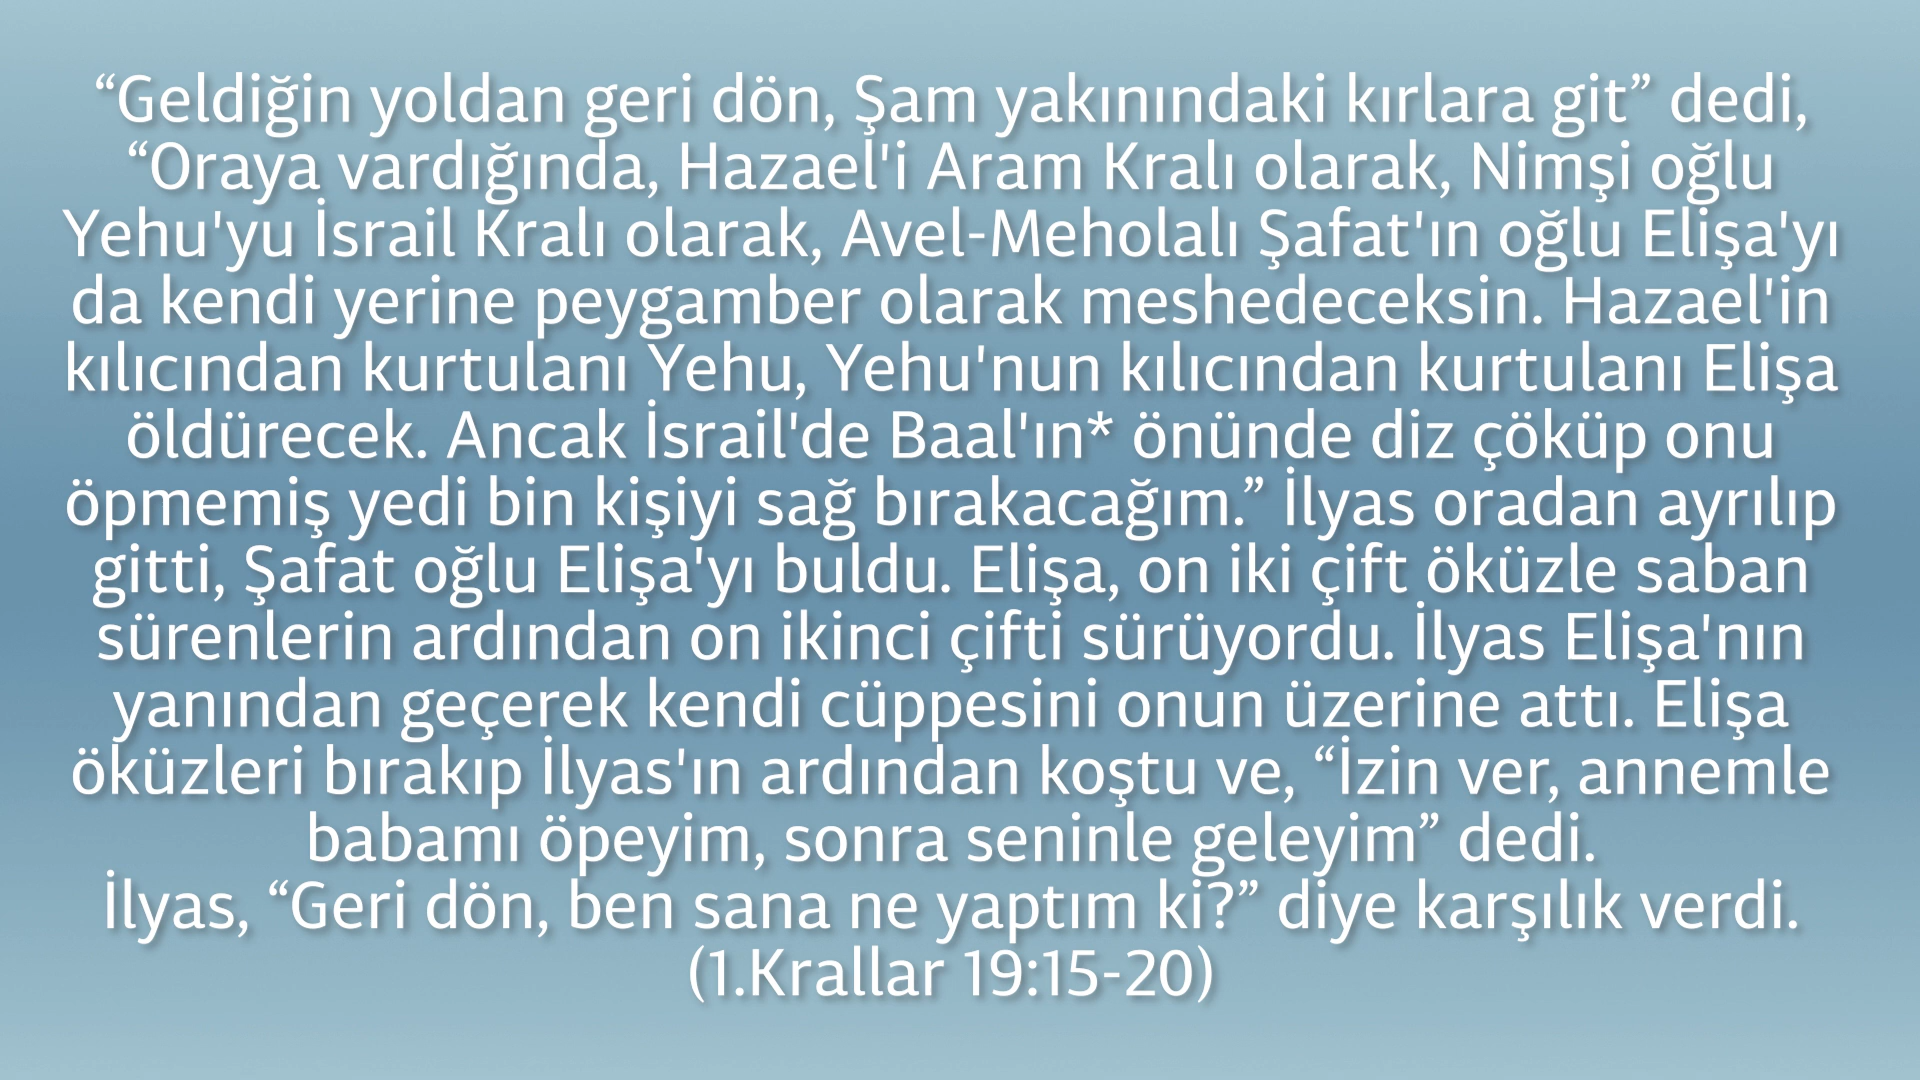 “Geldiğin yoldan geri dön, Şam yakınındaki kırlara git” dedi,
“Oraya vardığında, Hazael'i Aram Kralı olarak, Nimşi oğlu
Yehu'yu İsrail Kralı olarak, Avel-Meholalı Şafat'ın oğlu Elişa'yı
da kendi yerine peygamber olarak meshedeceksin. Hazael'in
kılıcından kurtulanı Yehu, Yehu'nun kılıcından kurtulanı Elişa
öldürecek. Ancak İsrail'de Baal'ın* önünde diz çöküp onu
öpmemiş yedi bin kişiyi sağ bırakacağım.” İlyas oradan ayrılıp
gitti, Şafat oğlu Elişa'yı buldu. Elişa, on iki çift öküzle saban
sürenlerin ardından on ikinci çifti sürüyordu. İlyas Elişa'nın
yanından geçerek kendi cüppesini onun üzerine attı. Elişa
öküzleri bırakıp İlyas'ın ardından koştu ve, “İzin ver, annemle
babamı öpeyim, sonra seninle geleyim” dedi.
İlyas, “Geri dön, ben sana ne yaptım ki?” diye karşılık verdi.
(1.Krallar 19:15-20)